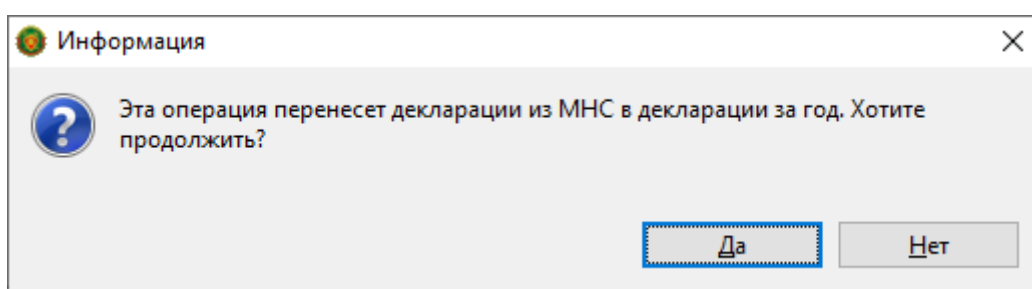 Информация
Эта операция перенесет декларации из МНС в декларации за год. Хотите
продолжить?
Да
Нет